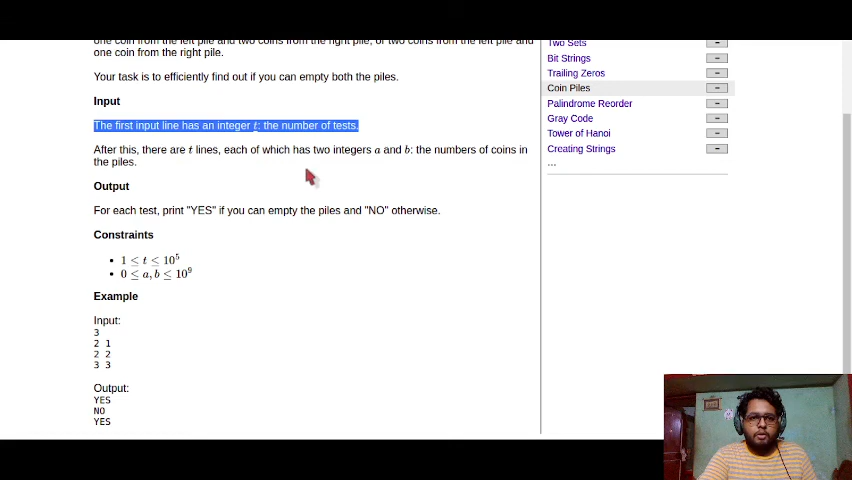 one coin from the left pile and two coins from the right pile, or two coins from the left pile and
one coin from the right pile.
Your task is to efficiently find out if you can empty both the piles.
Input
The first input line has an integer t: the number of tests.
After this, there are t lines, each of which has two integers a and b: the numbers of coins in
the piles.
Output
For each test, print "YES" if you can empty the piles and "NO" otherwise.
Constraints
• 1 ≤ t ≤ 10⁵
• 0 ≤ a, b ≤ 10⁹
Example
Input:
3
2 1
2 2
3 3
Output:
YES
NO
YES
Two Sets –
Bit Strings –
Trailing Zeros –
Coin Piles –
Palindrome Reorder –
Gray Code –
Tower of Hanoi –
Creating Strings –
...